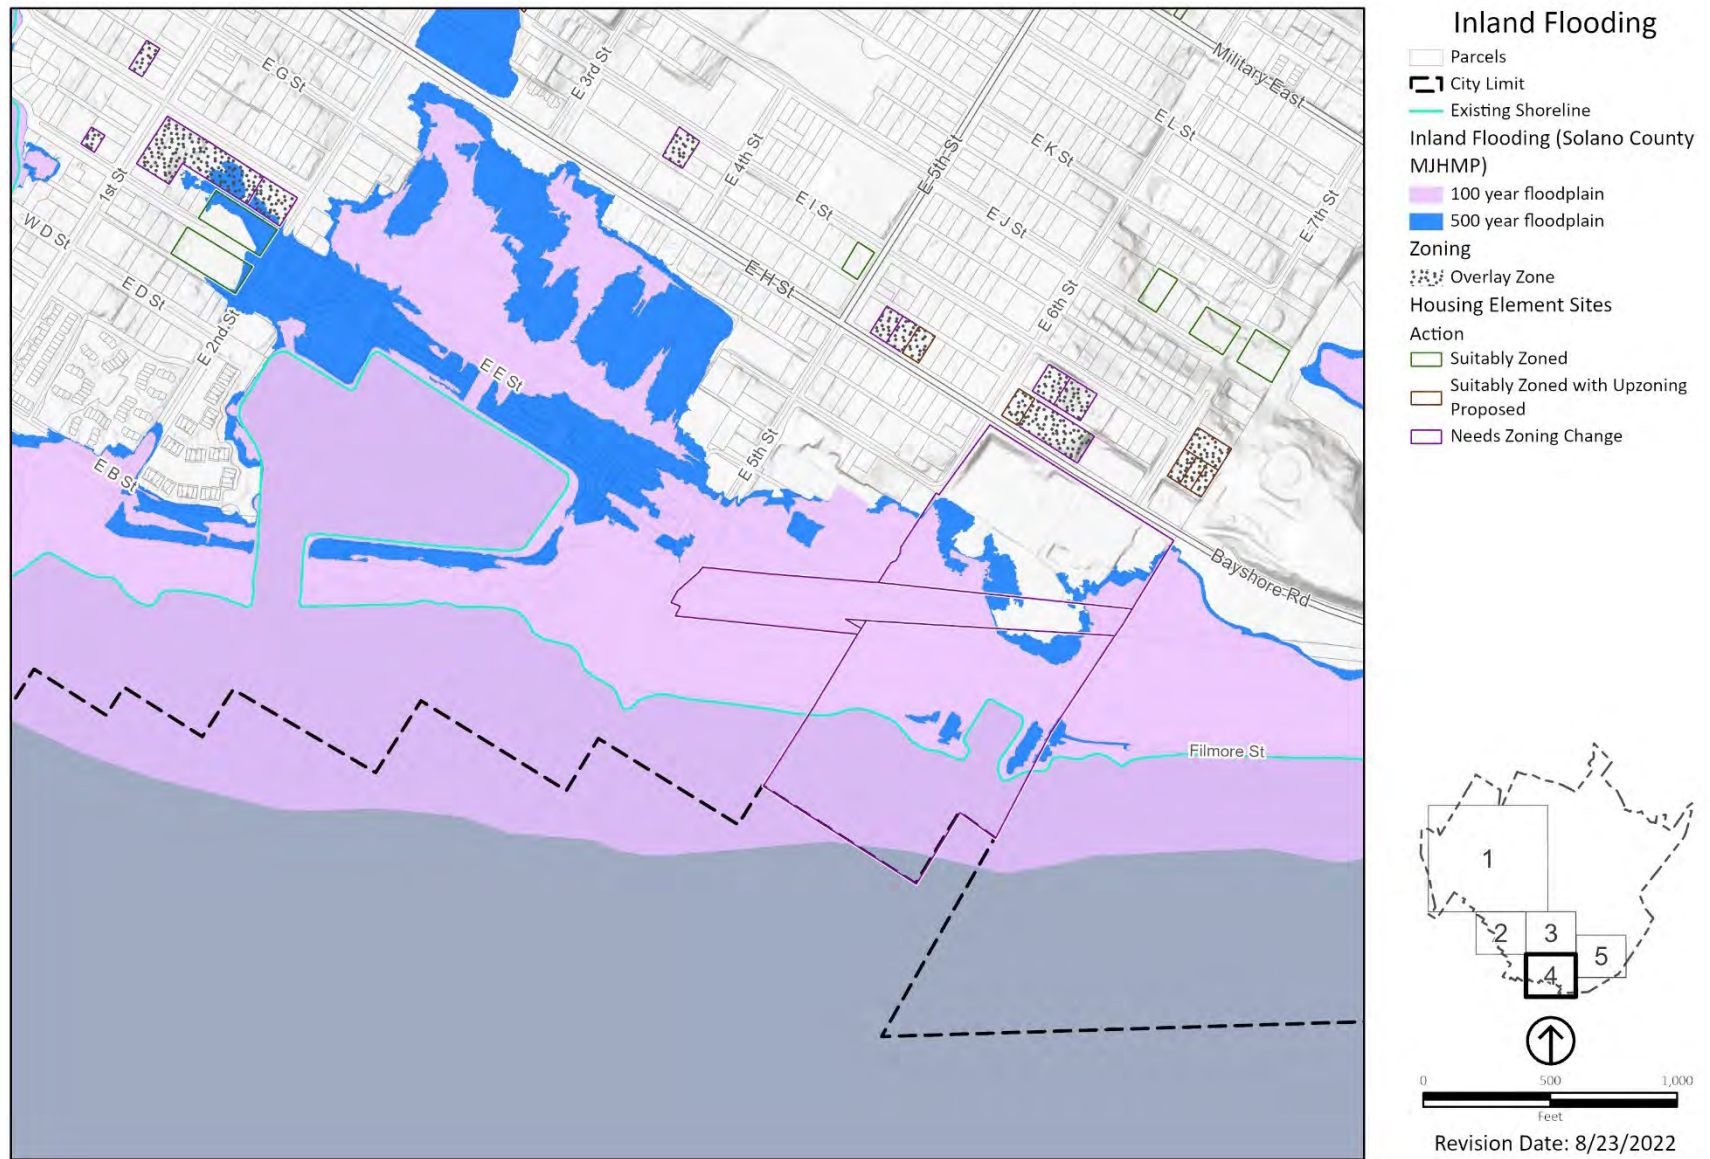 Inland Flooding
Parcels
City Limit
Existing Shoreline
Inland Flooding (Solano County
MJHMP)
100 year floodplain
500 year floodplain
Zoning
Overlay Zone
Housing Element Sites
Action
Suitably Zoned
Suitably Zoned with Upzoning
Proposed
Needs Zoning Change
E G St
E 3rd St
Military East
E L St
E K St
E 4th St
E 5th St
1st St
E I St
E J St
E 7th St
W D St
E H St
E D St
E 2nd St
E 6th St
E E St
E 5th St
E B St
Bayshore Rd
Filmore St
1
2
3
4
5
0
500
1,000
Feet
Revision Date: 8/23/2022